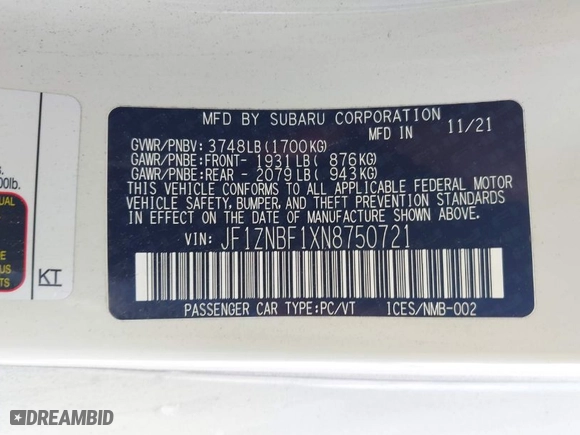 MFD BY SUBARU CORPORATION
MFD IN 11/21
GVWR/PNBV: 3748LB(1700KG)
GAWR/PNBE:FRONT- 1931LB( 876KG)
GAWR/PNBE:REAR - 2079LB( 943KG)
THIS VEHICLE CONFORMS TO ALL APPLICABLE FEDERAL MOTOR
VEHICLE SAFETY, BUMPER, AND THEFT PREVENTION STANDARDS
IN EFFECT ON THE DATE OF MANUFACTURE SHOWN ABOVE.
VIN: JF1ZNBF1XN8750721
PASSENGER CAR TYPE:PC/VT ICES/NMB-002
00lb.
KT
DREAMBID